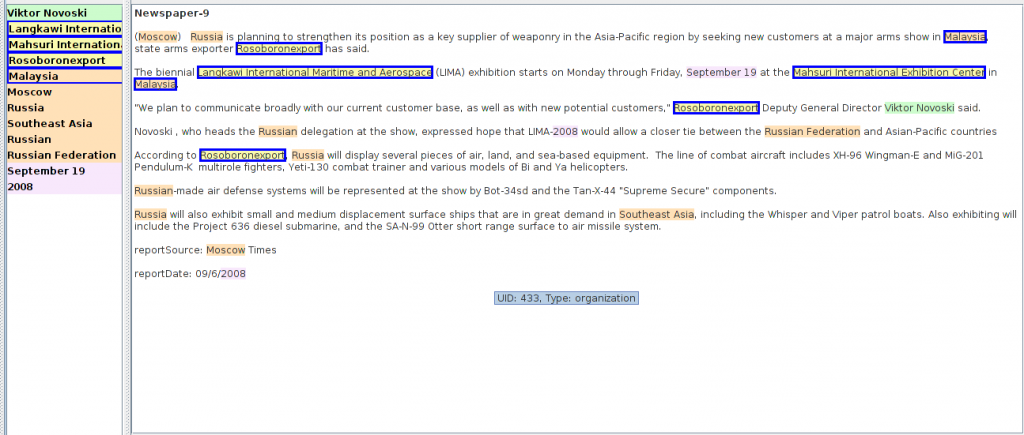 Viktor Novoski
Langkawi Internatio
Mahsuri Internationa
Rosoboronexport
Malaysia
Moscow
Russia
Southeast Asia
Russian
Russian Federation
September 19
2008
Newspaper-9
(Moscow) Russia is planning to strengthen its position as a key supplier of weaponry in the Asia-Pacific region by seeking new customers at a major arms show in Malaysia,
state arms exporter Rosoboronexport has said.
The biennial Langkawi International Maritime and Aerospace (LIMA) exhibition starts on Monday through Friday, September 19 at the Mahsuri International Exhibition Center in
Malaysia.
"We plan to communicate broadly with our current customer base, as well as with new potential customers," Rosoboronexport Deputy General Director Viktor Novoski said.
Novoski , who heads the Russian delegation at the show, expressed hope that LIMA-2008 would allow a closer tie between the Russian Federation and Asian-Pacific countries
According to Rosoboronexport, Russia will display several pieces of air, land, and sea-based equipment. The line of combat aircraft includes XH-96 Wingman-E and MiG-201
Pendulum-K multirole fighters, Yeti-130 combat trainer and various models of Bi and Ya helicopters.
Russian-made air defense systems will be represented at the show by Bot-34sd and the Tan-X-44 "Supreme Secure" components.
Russia will also exhibit small and medium displacement surface ships that are in great demand in Southeast Asia, including the Whisper and Viper patrol boats. Also exhibiting will
include the Project 636 diesel submarine, and the SA-N-99 Otter short range surface to air missile system.
reportSource: Moscow Times
reportDate: 09/6/2008
UID: 433, Type: organization